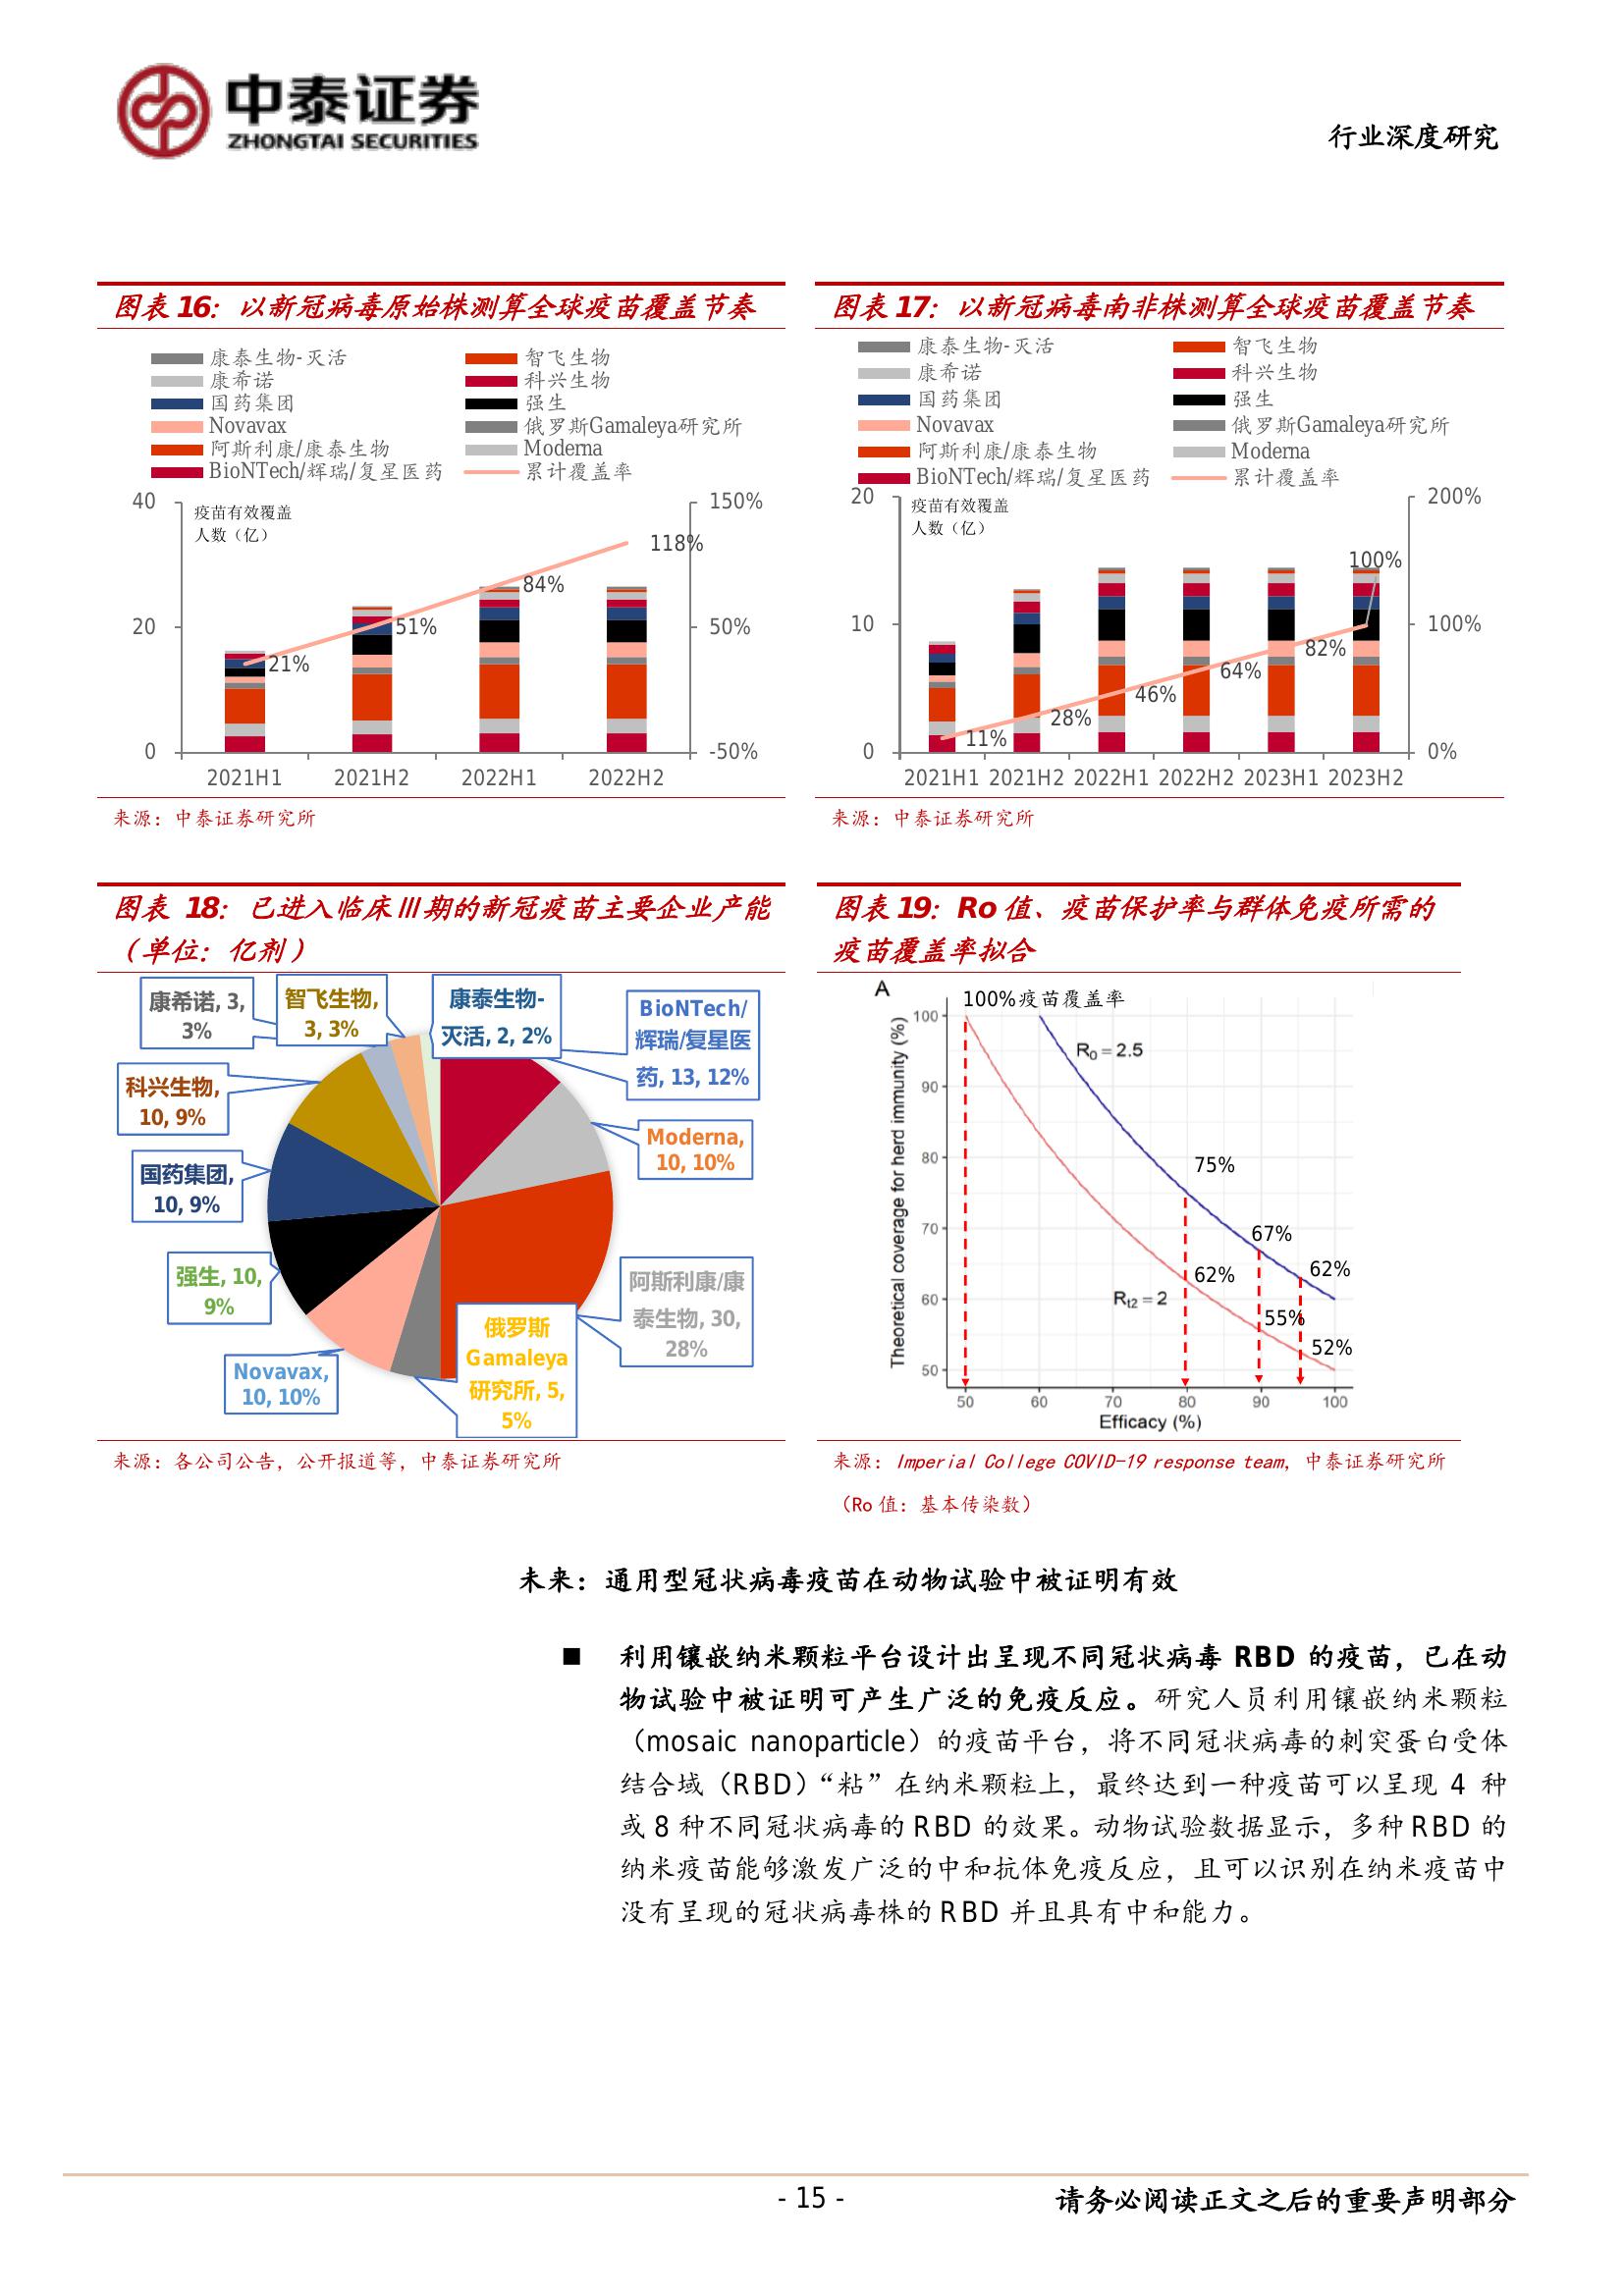 中泰证券
ZHONGTAI SECURITIES
行业深度研究
图表 16：以新冠病毒原始株测算全球疫苗覆盖节奏
康泰生物-灭活
智飞生物
康希诺
科兴生物
国药集团
强生
Novavax
俄罗斯Gamaleya研究所
阿斯利康/康泰生物
Moderna
BioNTech/辉瑞/复星医药
累计覆盖率
40
疫苗有效覆盖
人数（亿）
150%
118%
84%
20
51%
50%
21%
0
-50%
2021H1 2021H2 2022H1 2022H2
来源：中泰证券研究所
图表 17：以新冠病毒南非株测算全球疫苗覆盖节奏
康泰生物-灭活
智飞生物
康希诺
科兴生物
国药集团
强生
Novavax
俄罗斯Gamaleya研究所
阿斯利康/康泰生物
Moderna
BioNTech/辉瑞/复星医药
累计覆盖率
20
疫苗有效覆盖
人数（亿）
200%
100%
10
100%
82%
64%
46%
28%
11%
0
0%
2021H1 2021H2 2022H1 2022H2 2023H1 2023H2
来源：中泰证券研究所
图表 18：已进入临床Ⅲ期的新冠疫苗主要企业产能
（单位：亿剂）
康希诺, 3,
3%
智飞生物,
3, 3%
康泰生物-
灭活, 2, 2%
BioNTech/
辉瑞/复星医
药, 13, 12%
科兴生物,
10, 9%
Moderna,
10, 10%
国药集团,
10, 9%
强生, 10,
9%
阿斯利康/康
泰生物, 30,
28%
俄罗斯
Gamaleya
研究所, 5,
5%
Novavax,
10, 10%
来源：各公司公告，公开报道等，中泰证券研究所
图表 19：Ro 值、疫苗保护率与群体免疫所需的
疫苗覆盖率拟合
A
100%疫苗覆盖率
Theoretical coverage for herd immunity (%)
100
90
80
70
60
50
R0 = 2.5
75%
67%
62%
62%
Rt2 = 2
55%
52%
50 60 70 80 90 100
Efficacy (%)
来源：Imperial College COVID-19 response team，中泰证券研究所
（Ro 值：基本传染数）
未来：通用型冠状病毒疫苗在动物试验中被证明有效
■ 利用镶嵌纳米颗粒平台设计出呈现不同冠状病毒 RBD 的疫苗，已在动
物试验中被证明可产生广泛的免疫反应。研究人员利用镶嵌纳米颗粒
（mosaic nanoparticle）的疫苗平台，将不同冠状病毒的刺突蛋白受体
结合域（RBD）“粘”在纳米颗粒上，最终达到一种疫苗可以呈现 4 种
或 8 种不同冠状病毒的 RBD 的效果。动物试验数据显示，多种 RBD 的
纳米疫苗能够激发广泛的中和抗体免疫反应，且可以识别在纳米疫苗中
没有呈现的冠状病毒株的 RBD 并且具有中和能力。
- 15 -
请务必阅读正文之后的重要声明部分